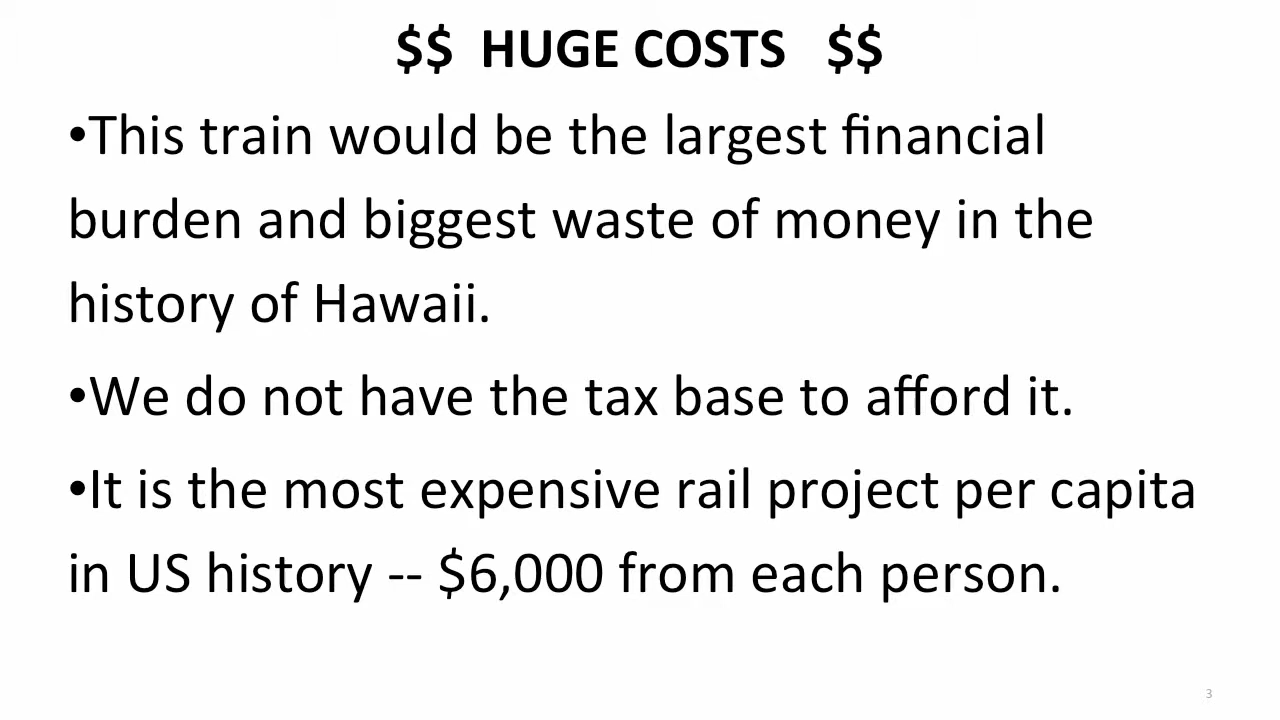 $$ HUGE COSTS $$
•This train would be the largest financial
burden and biggest waste of money in the
history of Hawaii.
•We do not have the tax base to afford it.
•It is the most expensive rail project per capita
in US history -- $6,000 from each person.
3